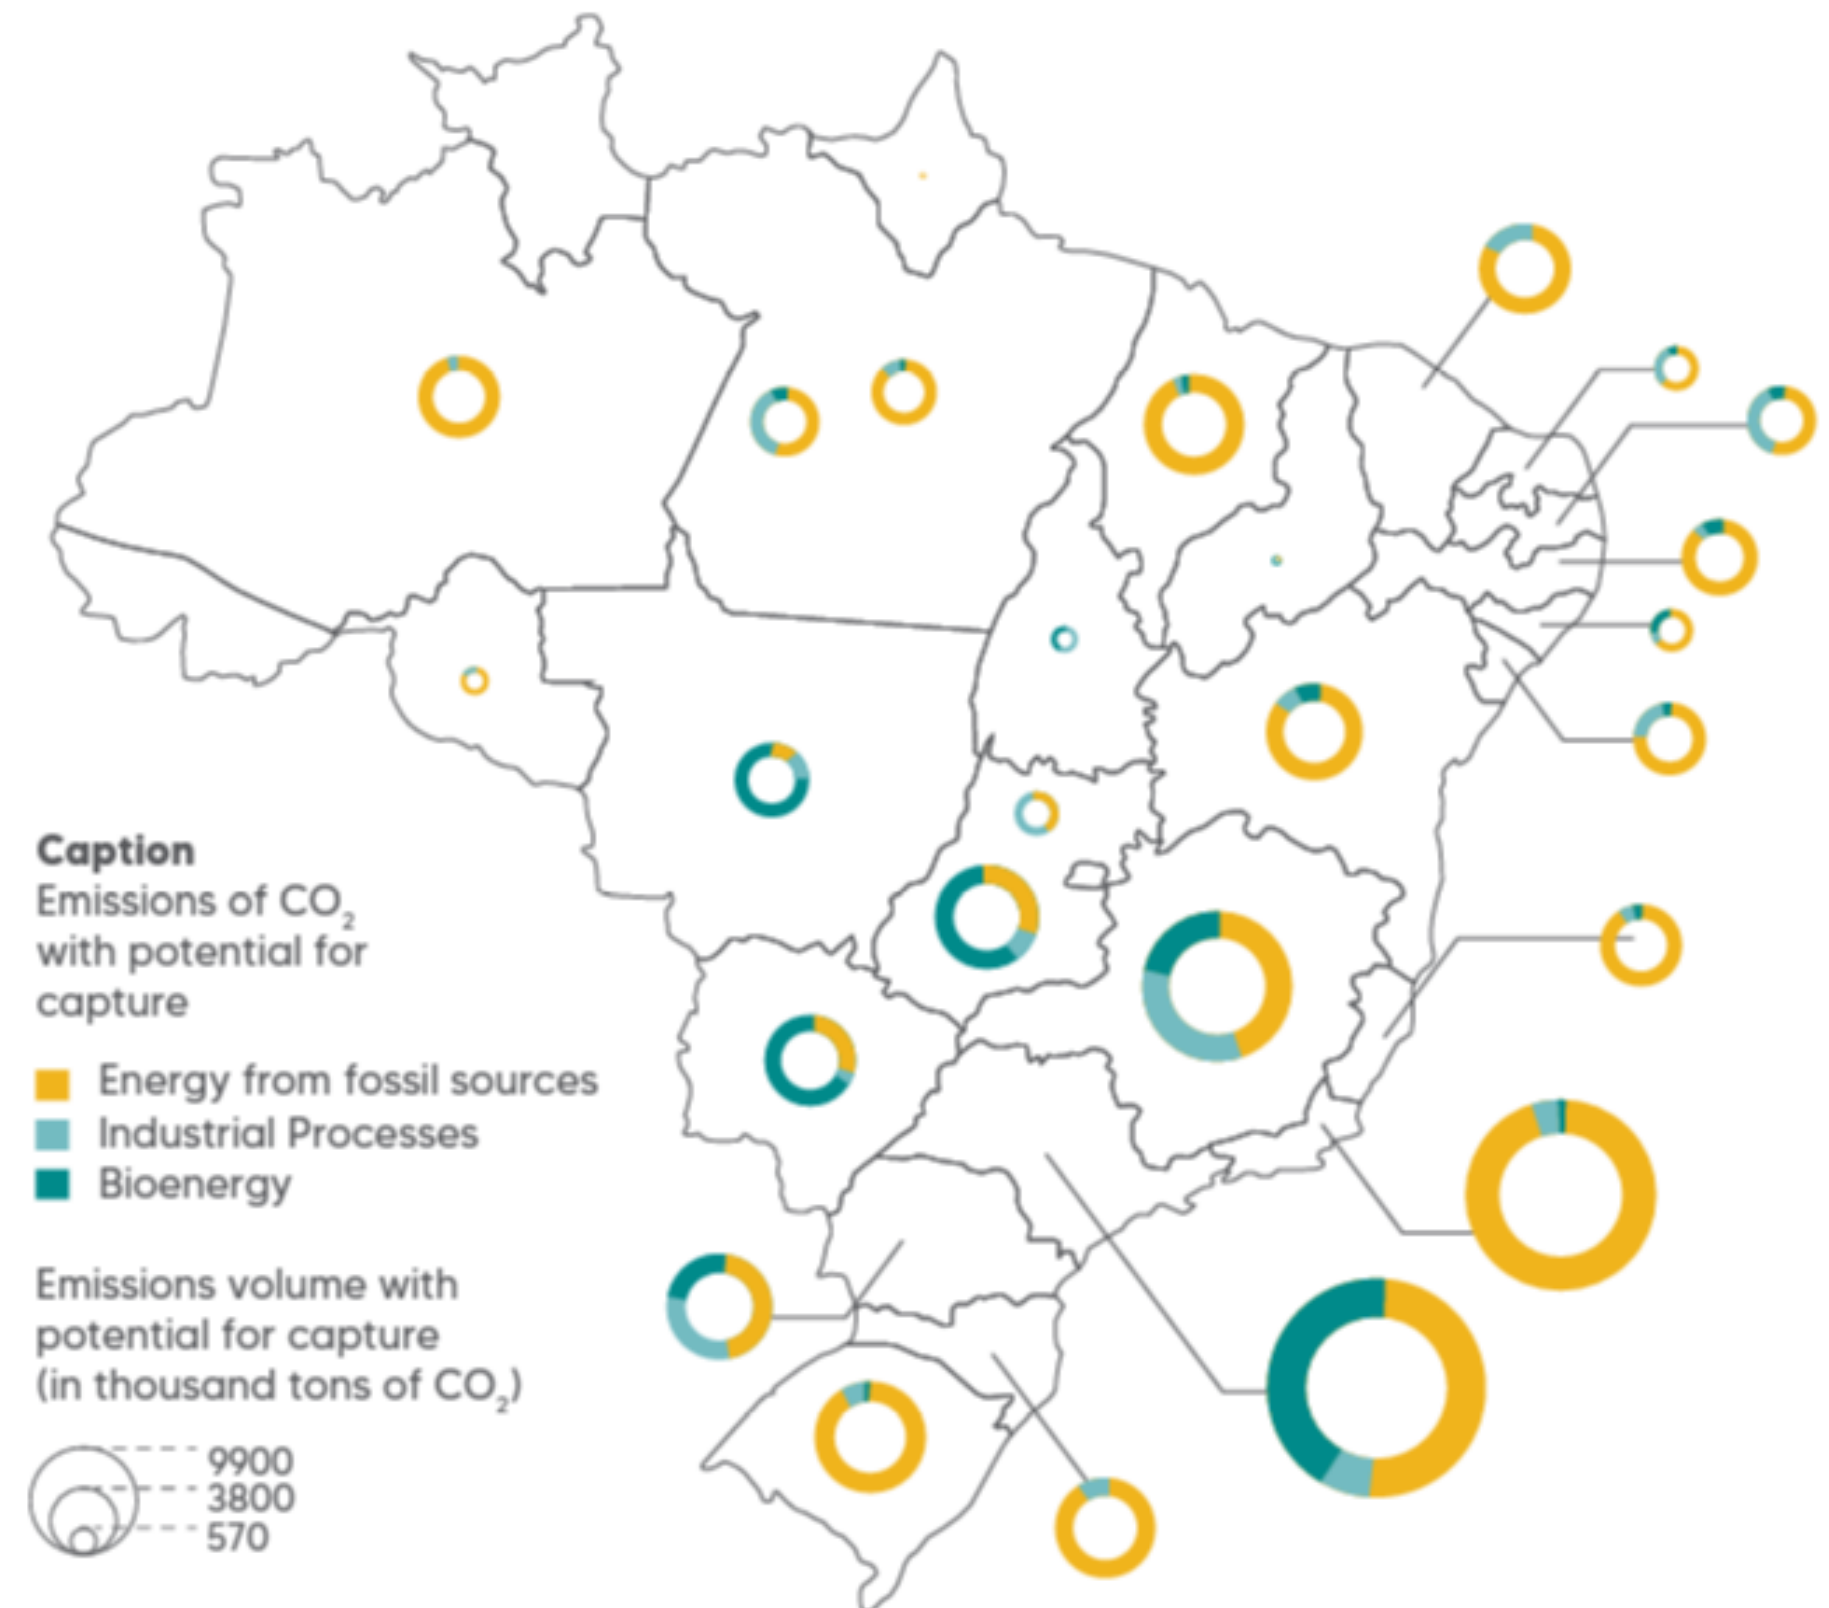 Caption
Emissions of CO₂
with potential for
capture
Energy from fossil sources
Industrial Processes
Bioenergy
Emissions volume with
potential for capture
(in thousand tons of CO₂)
9900
3800
570